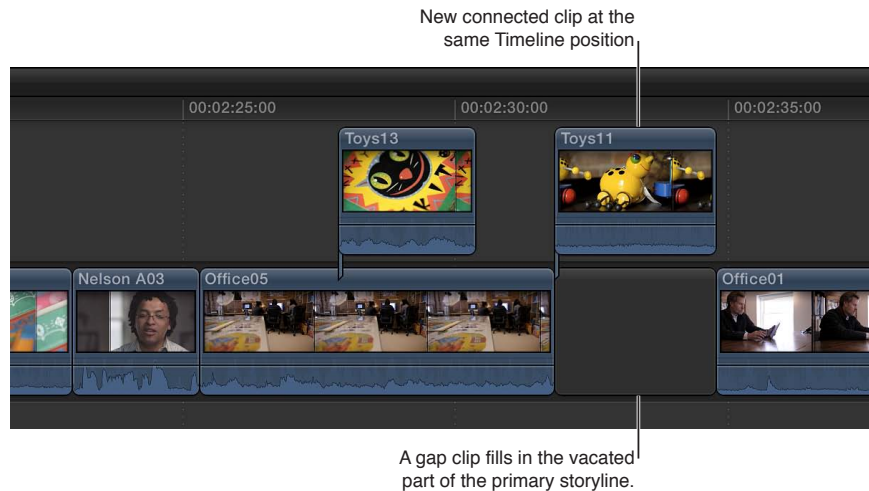 New connected clip at the
same Timeline position
00:02:25:00 00:02:30:00 00:02:35:00
Toys13 Toys11
Nelson A03 Office05 Office01
A gap clip fills in the vacated
part of the primary storyline.